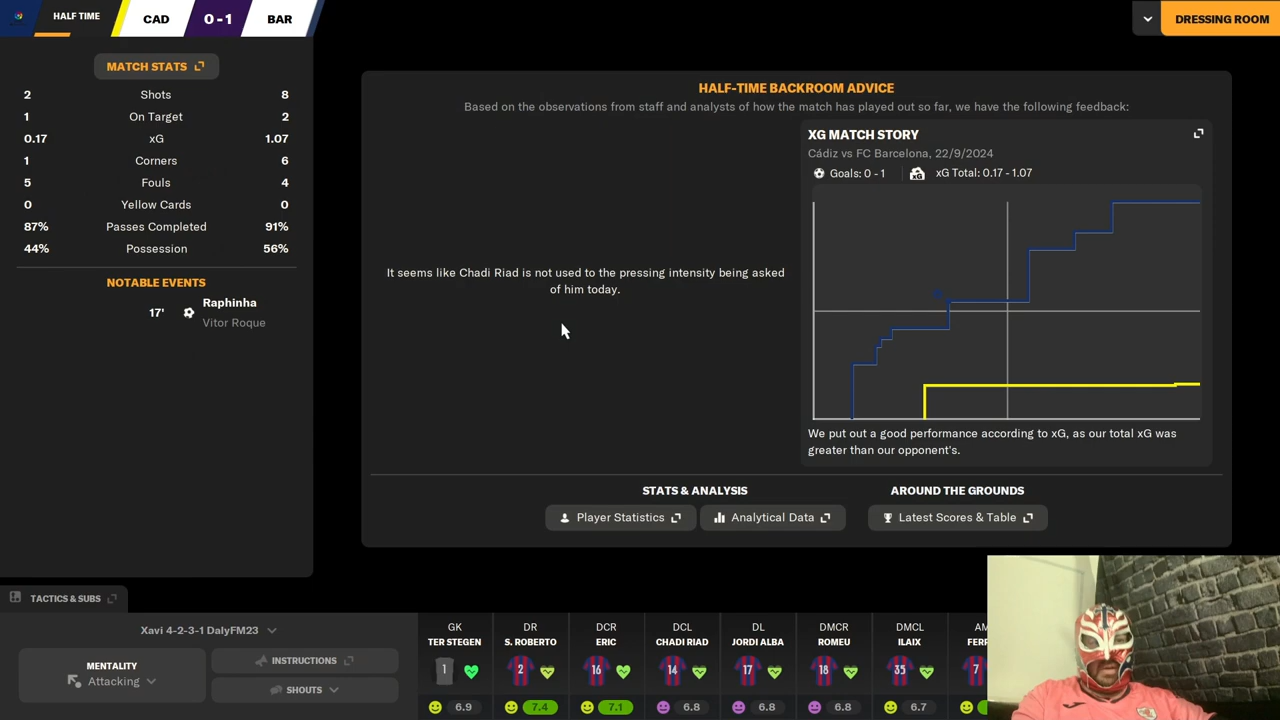 HALF TIME
CAD
0 - 1
BAR
DRESSING ROOM
MATCH STATS
2 Shots 8
1 On Target 2
0.17 xG 1.07
1 Corners 6
5 Fouls 4
0 Yellow Cards 0
87% Passes Completed 91%
44% Possession 56%
NOTABLE EVENTS
17' Raphinha
Vitor Roque
HALF-TIME BACKROOM ADVICE
Based on the observations from staff and analysts of how the match has played out so far, we have the following feedback:
It seems like Chadi Riad is not used to the pressing intensity being asked
of him today.
XG MATCH STORY
Cádiz vs FC Barcelona, 22/9/2024
Goals: 0 - 1 xG xG Total: 0.17 - 1.07
We put out a good performance according to xG, as our total xG was
greater than our opponent's.
STATS & ANALYSIS
Player Statistics
Analytical Data
AROUND THE GROUNDS
Latest Scores & Table
TACTICS & SUBS
Xavi 4-2-3-1 DalyFM23
MENTALITY
Attacking
INSTRUCTIONS
SHOUTS
GK DR DCR DCL DL DMCR DMCL AM
TER STEGEN S. ROBERTO ERIC CHADI RIAD JORDI ALBA ROMEU ILAIX FERR
1 2 16 14 17 18 35 7
6.9 7.4 7.1 6.8 6.8 6.8 6.7